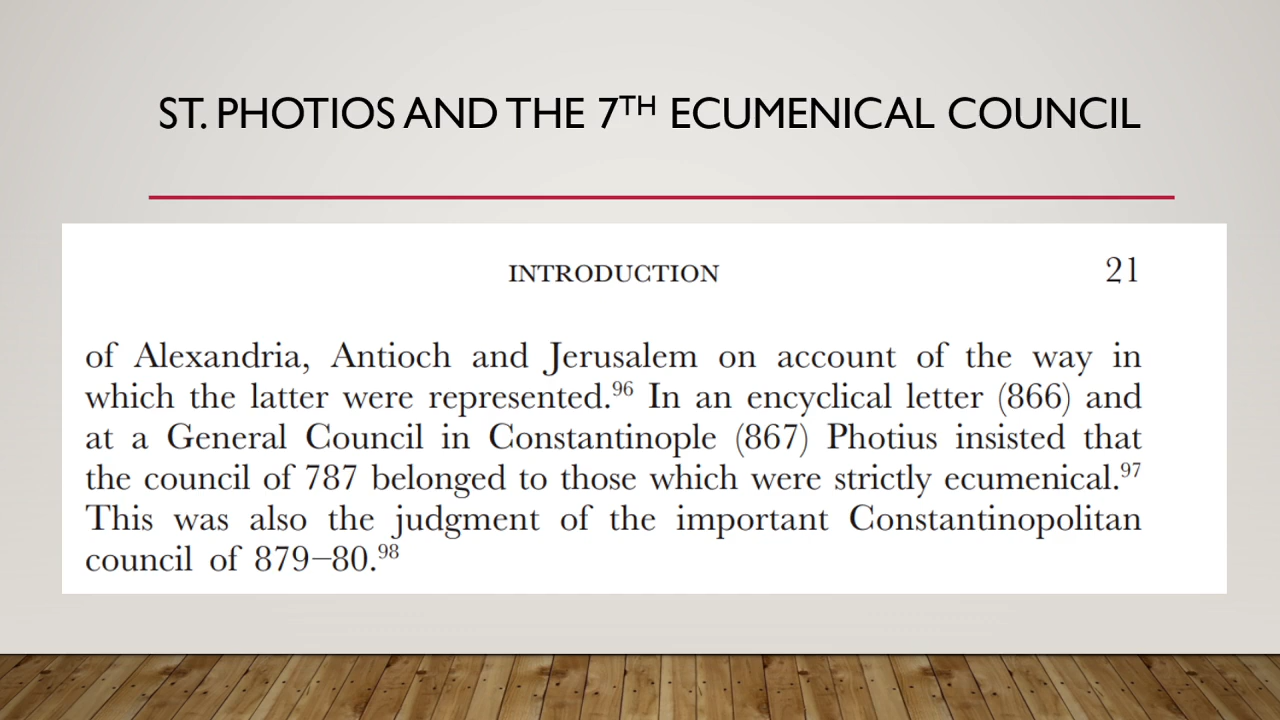 ST. PHOTIOS AND THE 7TH ECUMENICAL COUNCIL
INTRODUCTION 21
of Alexandria, Antioch and Jerusalem on account of the way in
which the latter were represented.96 In an encyclical letter (866) and
at a General Council in Constantinople (867) Photius insisted that
the council of 787 belonged to those which were strictly ecumenical.97
This was also the judgment of the important Constantinopolitan
council of 879–80.98